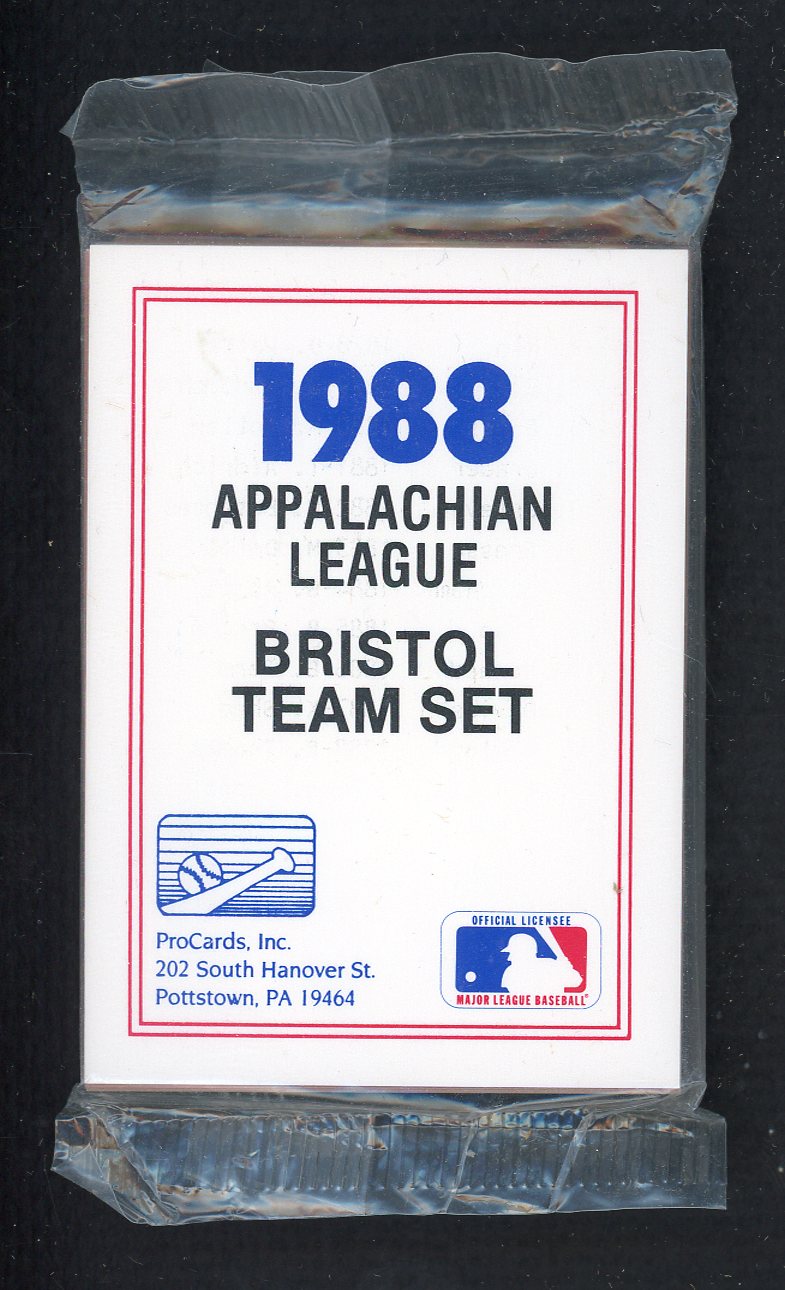 1988
APPALACHIAN
LEAGUE
BRISTOL
TEAM SET
ProCards, Inc.
202 South Hanover St.
Pottstown, PA 19464
OFFICIAL LICENSEE
MAJOR LEAGUE BASEBALL®